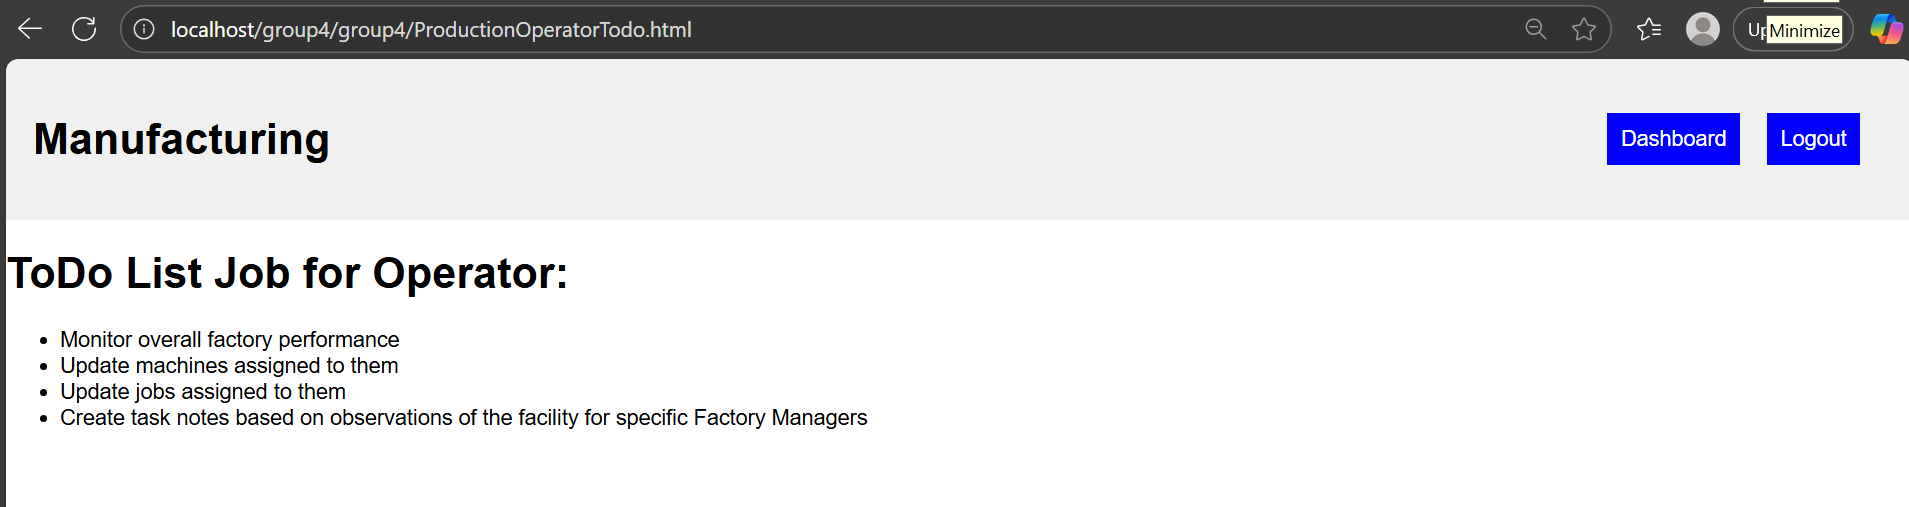 localhost/group4/group4/ProductionOperatorTodo.html
Minimize
Manufacturing
Dashboard
Logout
ToDo List Job for Operator:
Monitor overall factory performance
Update machines assigned to them
Update jobs assigned to them
Create task notes based on observations of the facility for specific Factory Managers